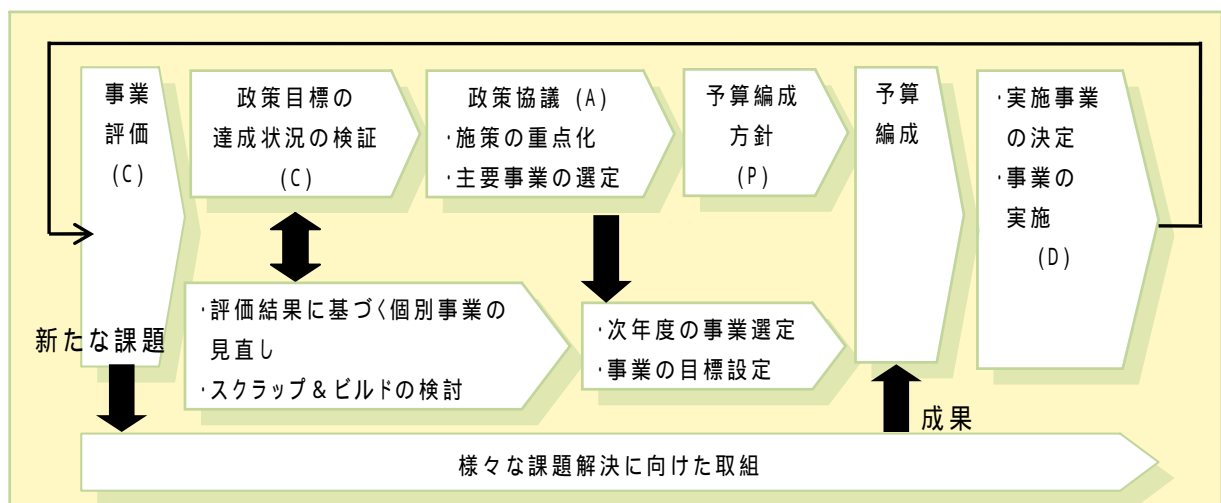 事業
評価
(C)
政策目標の
達成状況の検証
(C)
政策協議 (A)
・施策の重点化
・主要事業の選定
予算編成
方針
(P)
予算
編成
・実施事業
の決定
・事業の
実施
(D)
・評価結果に基づく個別事業の
見直し
・スクラップ&ビルドの検討
・次年度の事業選定
・事業の目標設定
新たな課題
成果
様々な課題解決に向けた取組